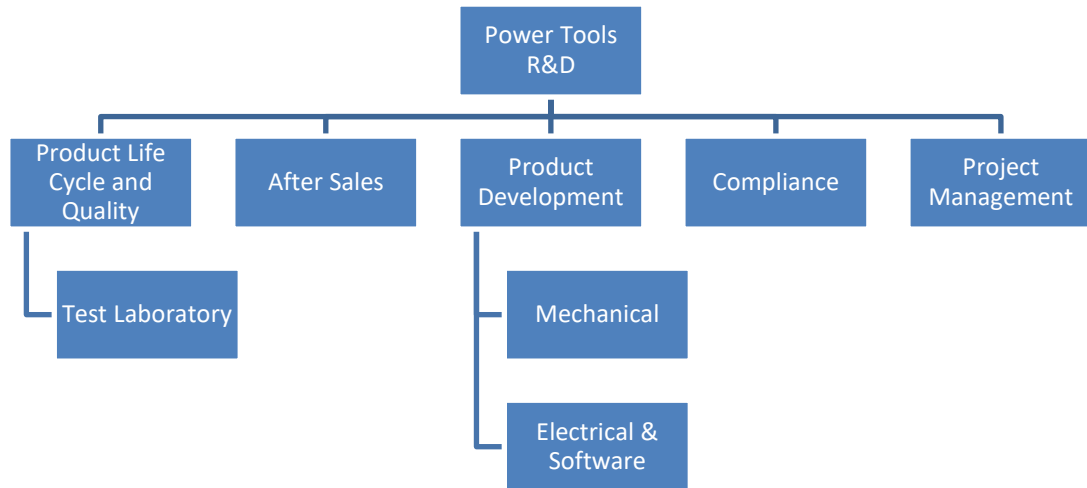 Power Tools
R&D
Product Life
Cycle and
Quality
After Sales
Product
Development
Compliance
Project
Management
Test Laboratory
Mechanical
Electrical &
Software